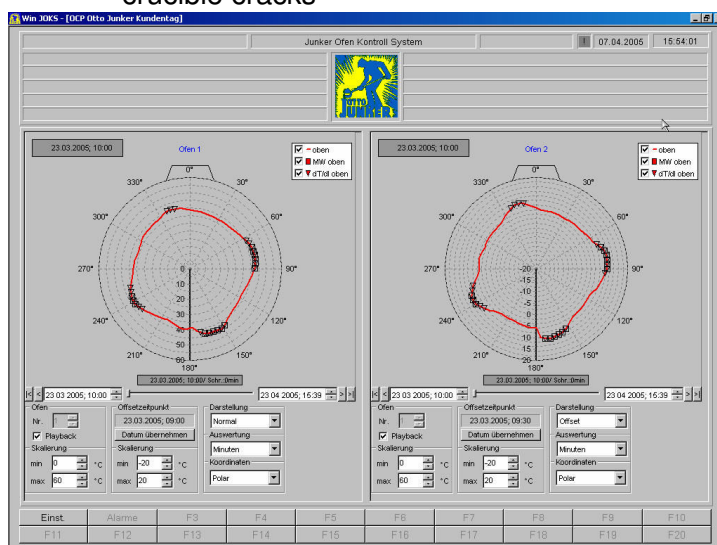 crucible cracks
Win JOKS - [OCP Otto Junker Kundentag]
Junker Ofen Kontroll System
07.04.2005
15:54:01
OTTO
JUNKER
23.03.2005; 10:00
Ofen 1
oben
MW oben
dT/dl oben
0°
30°
60°
90°
120°
150°
180°
210°
240°
270°
300°
330°
0
10
20
30
40
50
60
23.03.2005; 10:00/ Schr.:0min
23 03 2005; 10:00
23 04 2005; 16:39
Ofen
Nr. 1
Playback
Offsetzeitpunkt
23.03.2005; 09:00
Datum übernehmen
Darstellung
Normal
Auswertung
Minuten
Koordinaten
Polar
Skalierung
min 0 °C
max 60 °C
Skalierung
min -20 °C
max 20 °C
23.03.2005; 10:00
Ofen 2
oben
MW oben
dT/dl oben
0°
30°
60°
90°
120°
150°
180°
210°
240°
270°
300°
330°
-20
-15
-10
-5
0
5
10
15
20
23.03.2005; 10:00/ Schr.:0min
23 03 2005; 10:00
23 04 2005; 16:39
Ofen
Nr. 1
Playback
Offsetzeitpunkt
23.03.2005; 09:30
Datum übernehmen
Darstellung
Offset
Auswertung
Minuten
Koordinaten
Polar
Skalierung
min 0 °C
max 60 °C
Skalierung
min -20 °C
max 20 °C
Einst. Alarme F3 F4 F5 F6 F7 F8 F9 F10
F11 F12 F13 F14 F15 F16 F17 F18 F19 F20